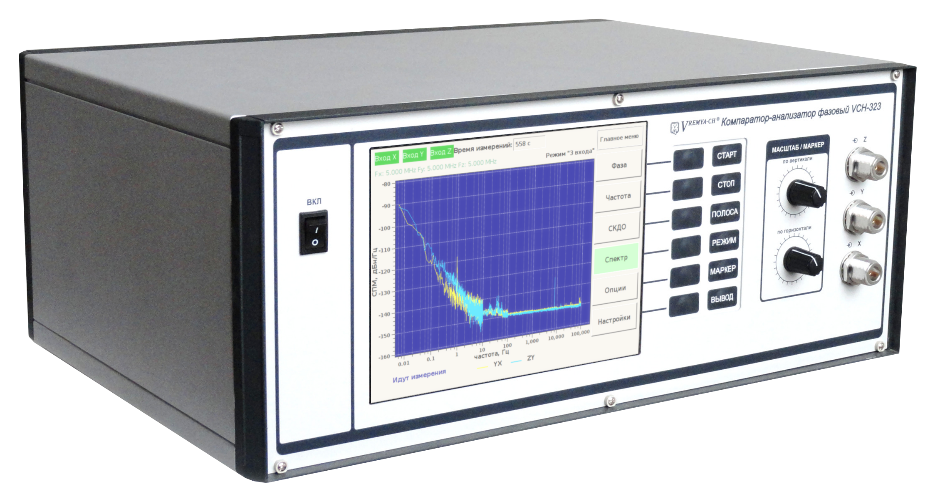 VREMYA-CH® Компаратор-анализатор фазовый VCH-323
ВКЛ
I
O
Вход X Вход Y Вход Z Время измерений: 558 с
Режим "3 входа"
Fx: 5.000 MHz Fy: 5.000 MHz Fz: 5.000 MHz
-80
-90
-100
-110
-120
-130
-140
-150
-160
СПМ, дБн/Гц
0.01 0.1 1 10 100 1,000 10,000 100,000
частота, Гц
YX ZY
Идут измерения
Главное меню
Фаза
Частота
СКДО
Спектр
Опции
Настройки
СТАРТ
СТОП
ПОЛОСА
РЕЖИМ
МАРКЕР
ВЫВОД
МАСШТАБ / МАРКЕР
по вертикали
по горизонтали
Z
Y
X